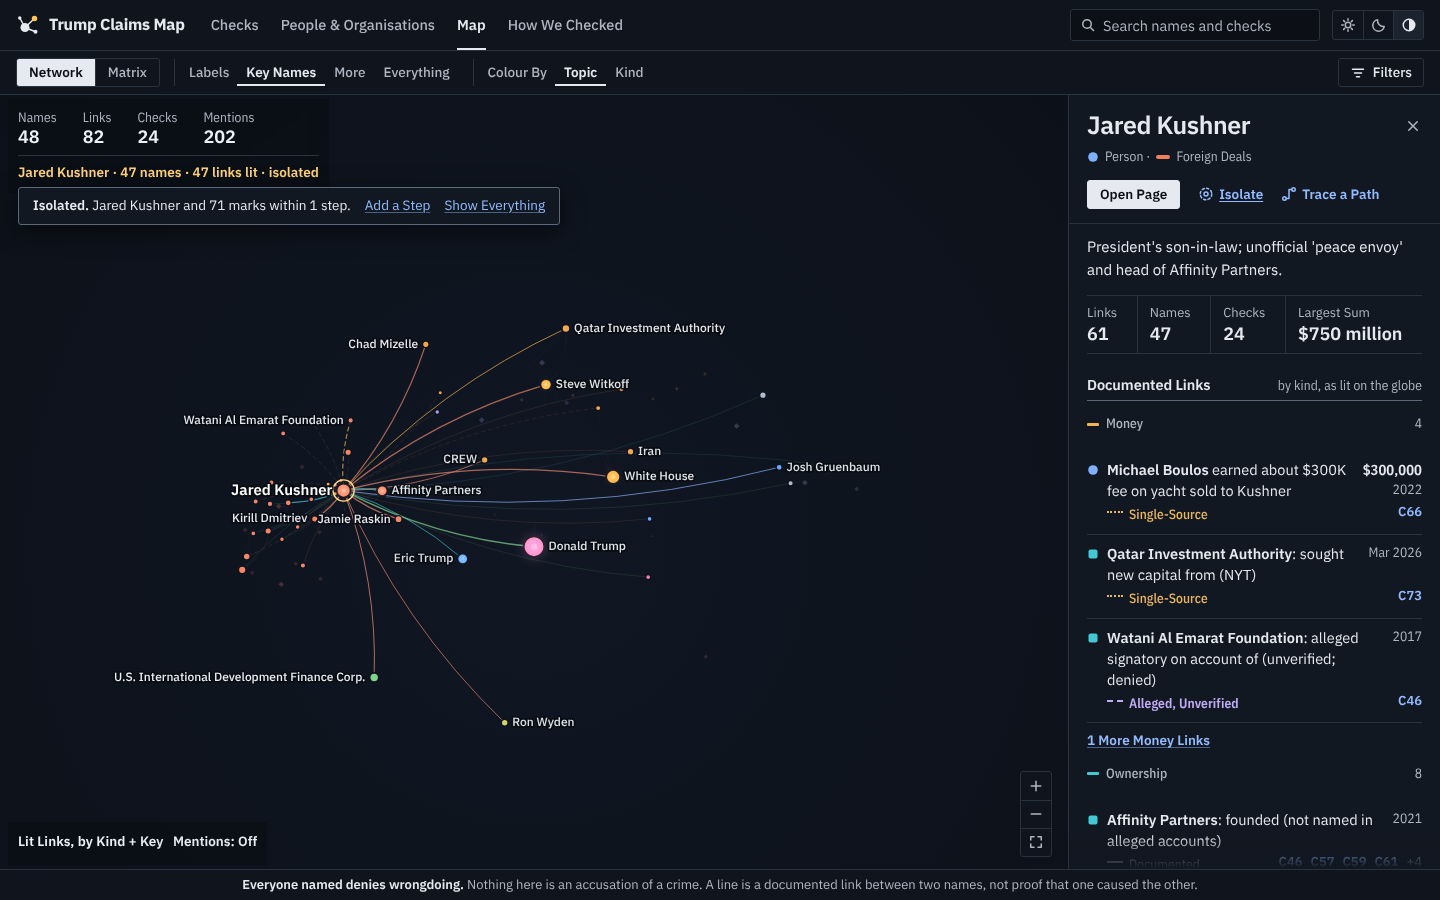 Trump Claims Map
Checks
People & Organisations
Map
How We Checked
Search names and checks
Network
Matrix
Labels
Key Names
More
Everything
Colour By
Topic
Kind
Filters
Names
Links
Checks
Mentions
48
82
24
202
Jared Kushner · 47 names · 47 links lit · isolated
Isolated. Jared Kushner and 71 marks within 1 step. Add a Step Show Everything
Qatar Investment Authority
Chad Mizelle
Steve Witkoff
Watani Al Emarat Foundation
Iran
CREW
Josh Gruenbaum
White House
Jared Kushner
Affinity Partners
Kirill Dmitriev
Jamie Raskin
Donald Trump
Eric Trump
U.S. International Development Finance Corp.
Ron Wyden
Lit Links, by Kind + Key Mentions: Off
Jared Kushner
Person · Foreign Deals
Open Page
Isolate
Trace a Path
President's son-in-law; unofficial 'peace envoy'
and head of Affinity Partners.
Links
Names
Checks
Largest Sum
61
47
24
$750 million
Documented Links
by kind, as lit on the globe
Money
4
Michael Boulos earned about $300K
$300,000
fee on yacht sold to Kushner
2022
Single-Source
C66
Qatar Investment Authority: sought
Mar 2026
new capital from (NYT)
Single-Source
C73
Watani Al Emarat Foundation: alleged
2017
signatory on account of (unverified;
denied)
Alleged, Unverified
C46
1 More Money Links
Ownership
8
Affinity Partners: founded (not named in
2021
alleged accounts)
Documented
C46 C57 C59 C61 +4
Everyone named denies wrongdoing. Nothing here is an accusation of a crime. A line is a documented link between two names, not proof that one caused the other.